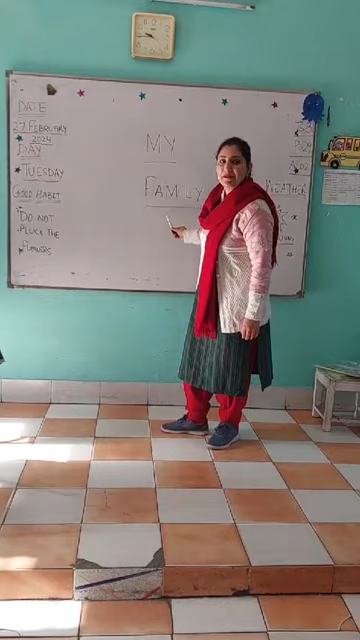 DATE
27 FEBRUARY
2024
DAY
TUESDAY
GOOD HABIT
DO NOT
PLUCK THE
FLOWERS
MY
FAMILY
WEATHER